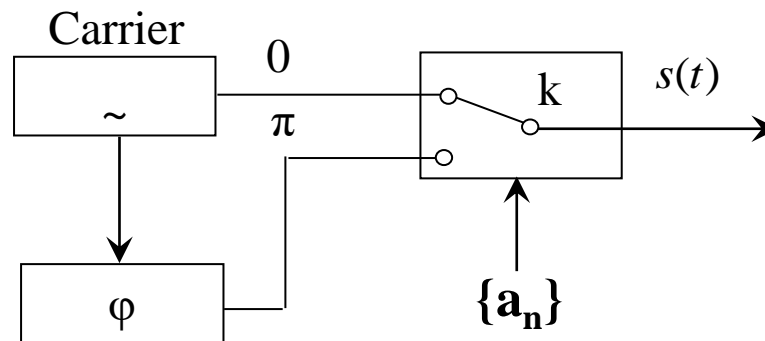 Carrier
~
0
π
k
s(t)
φ
{aₙ}